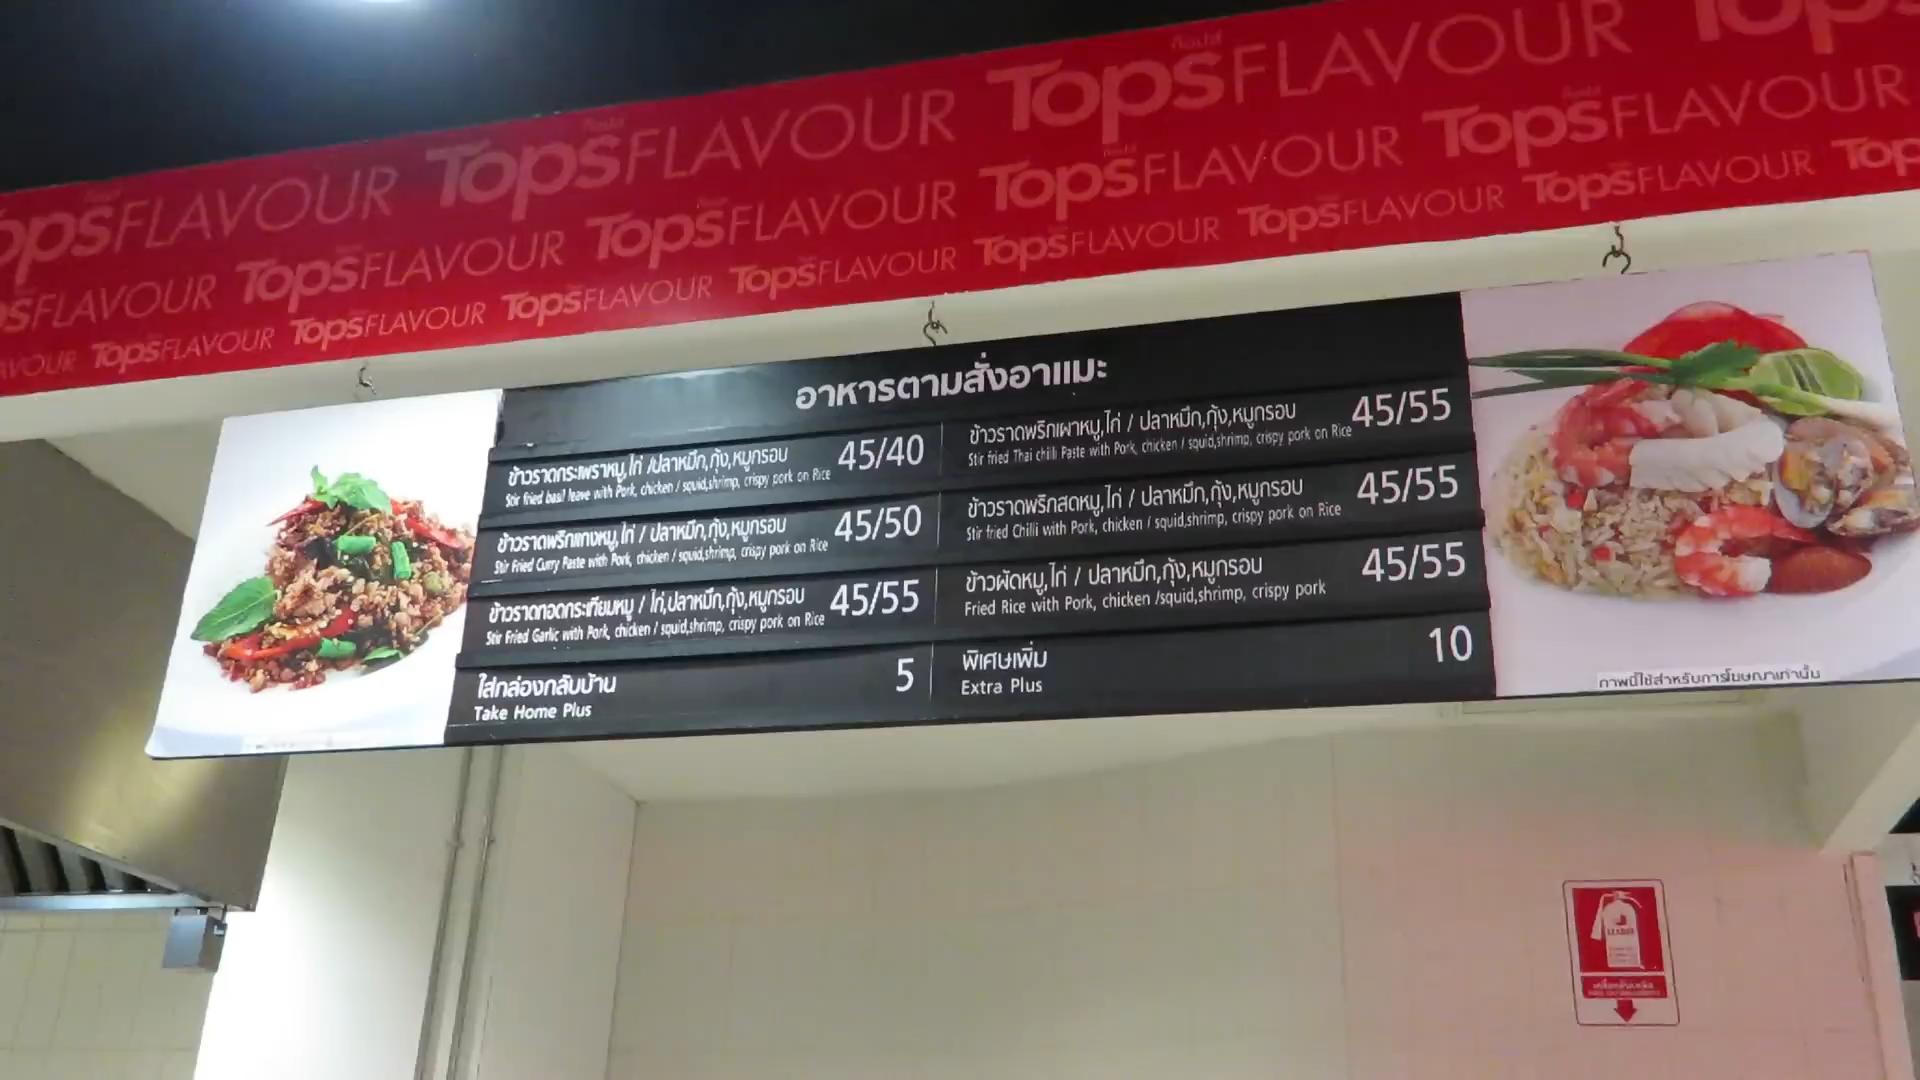 TopsFLAVOUR TopsFLAVOUR TopsFLAVOUR Tops
TopsFLAVOUR TopsFLAVOUR TopsFLAVOUR TopsFLAVOUR TopsFLAVOUR
FLAVOUR TopsFLAVOUR TopsFLAVOUR TopsFLAVOUR TopsFLAVOUR TopsFLAVOUR TopsFLAVOUR TopsFLAVOUR Tops
อาหารตามสั่งอาแมะ
ข้าวราดกระเพราหมู,ไก่ /ปลาหมึก,กุ้ง,หมูกรอบ 45/40
Stir fried basil leave with Pork, chicken / squid,shrimp, crispy pork on Rice
ข้าวราดพริกแกงหมู,ไก่ / ปลาหมึก,กุ้ง,หมูกรอบ 45/50
Stir Fried Curry Paste with Pork, chicken / squid,shrimp, crispy pork on Rice
ข้าวราดทอดกระเทียมหมู / ไก่,ปลาหมึก,กุ้ง,หมูกรอบ 45/55
Stir Fried Garlic with Pork, chicken / squid,shrimp, crispy pork on Rice
ใส่กล่องกลับบ้าน 5
Take Home Plus
ข้าวราดพริกเผาหมู,ไก่ / ปลาหมึก,กุ้ง,หมูกรอบ 45/55
Stir fried Thai chilli Paste with Pork, chicken / squid,shrimp, crispy pork on Rice
ข้าวราดพริกสดหมู,ไก่ / ปลาหมึก,กุ้ง,หมูกรอบ 45/55
Stir fried Chilli with Pork, chicken / squid,shrimp, crispy pork on Rice
ข้าวผัดหมู,ไก่ / ปลาหมึก,กุ้ง,หมูกรอบ 45/55
Fried Rice with Pork, chicken /squid,shrimp, crispy pork
พิเศษเพิ่ม 10
Extra Plus
ภาพนี้ใช้สำหรับการโฆษณาเท่านั้น